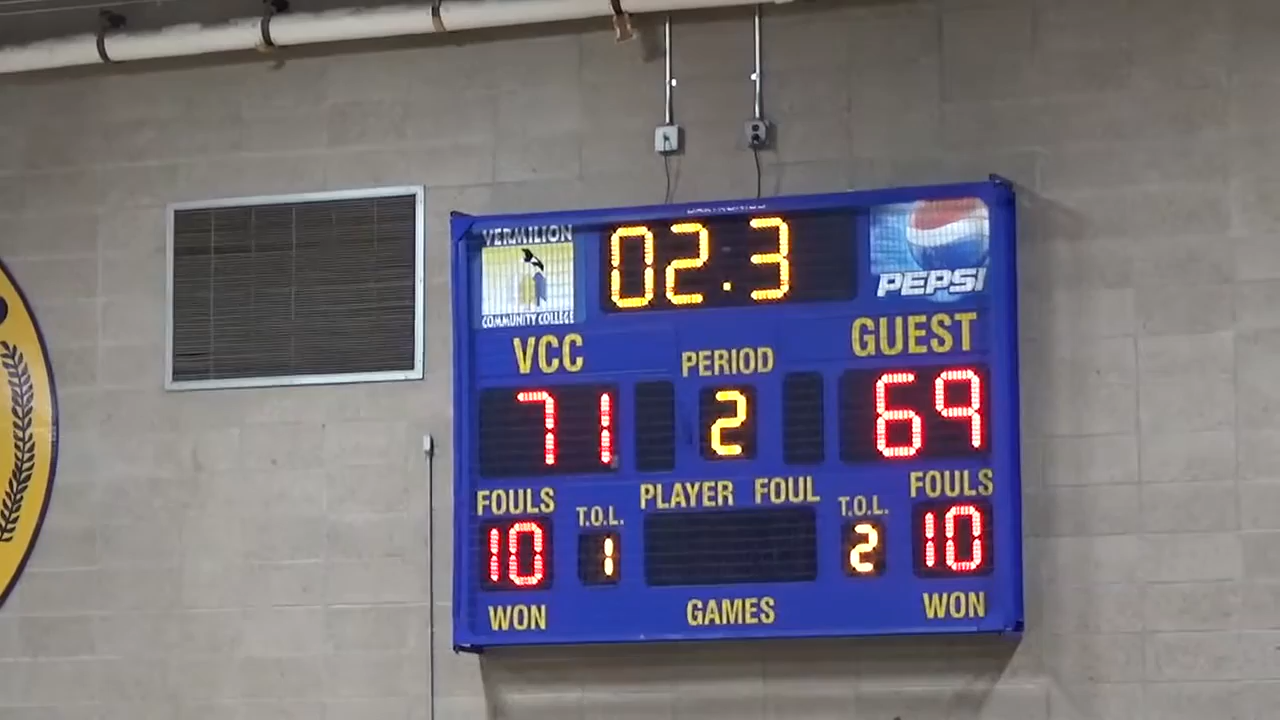 VERMILION
COMMUNITY COLLEGE
02.3
PEPSI
VCC
PERIOD
GUEST
71
2
69
FOULS
PLAYER FOUL
FOULS
T.O.L.
T.O.L.
10
1
2
10
WON
GAMES
WON